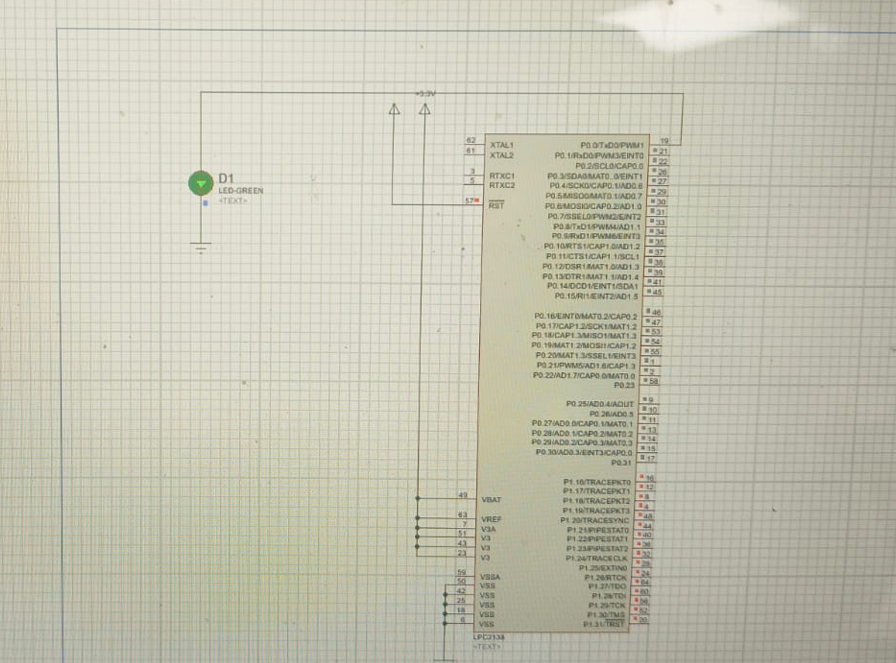 +3.3V
D1
LED-GREEN
<TEXT>
62 XTAL1
61 XTAL2
3 RTXC1
5 RTXC2
57 RST
49 VBAT
63 VREF
7 V3A
51 V3
43 V3
23 V3
59 VSSA
50 VSS
42 VSS
25 VSS
18 VSS
6 VSS
P0.0/TxD0/PWM1 19
P0.1/RxD0/PWM3/EINT0 21
P0.2/SCL0/CAP0.0 22
P0.3/SDA0/MAT0.0/EINT1 26
P0.4/SCK0/CAP0.1/AD0.6 27
P0.5/MISO0/MAT0.1/AD0.7 29
P0.6/MOSI0/CAP0.2/AD1.0 30
P0.7/SSEL0/PWM2/EINT2 31
P0.8/TxD1/PWM4/AD1.1 33
P0.9/RxD1/PWM6/EINT3 34
P0.10/RTS1/CAP1.0/AD1.2 35
P0.11/CTS1/CAP1.1/SCL1 37
P0.12/DSR1/MAT1.0/AD1.3 38
P0.13/DTR1/MAT1.1/AD1.4 39
P0.14/DCD1/EINT1/SDA1 41
P0.15/RI1/EINT2/AD1.5 45
P0.16/EINT0/MAT0.2/CAP0.2 46
P0.17/CAP1.2/SCK1/MAT1.2 47
P0.18/CAP1.3/MISO1/MAT1.3 53
P0.19/MAT1.2/MOSI1/CAP1.2 54
P0.20/MAT1.3/SSEL1/EINT3 55
P0.21/PWM5/AD1.6/CAP1.3 1
P0.22/AD1.7/CAP0.0/MAT0.0 2
P0.23 58
P0.25/AD0.4/AOUT 9
P0.26/AD0.5 10
P0.27/AD0.0/CAP0.1/MAT0.1 11
P0.28/AD0.1/CAP0.2/MAT0.2 13
P0.29/AD0.2/CAP0.3/MAT0.3 14
P0.30/AD0.3/EINT3/CAP0.0 15
P0.31 17
P1.16/TRACEPKT0 16
P1.17/TRACEPKT1 12
P1.18/TRACEPKT2 8
P1.19/TRACEPKT3 4
P1.20/TRACESYNC 48
P1.21/PIPESTAT0 44
P1.22/PIPESTAT1 40
P1.23/PIPESTAT2 36
P1.24/TRACECLK 32
P1.25/EXTIN0 28
P1.26/RTCK 24
P1.27/TDO 64
P1.28/TDI 60
P1.29/TCK 56
P1.30/TMS 52
P1.31/TRST 20
LPC2138
<TEXT>